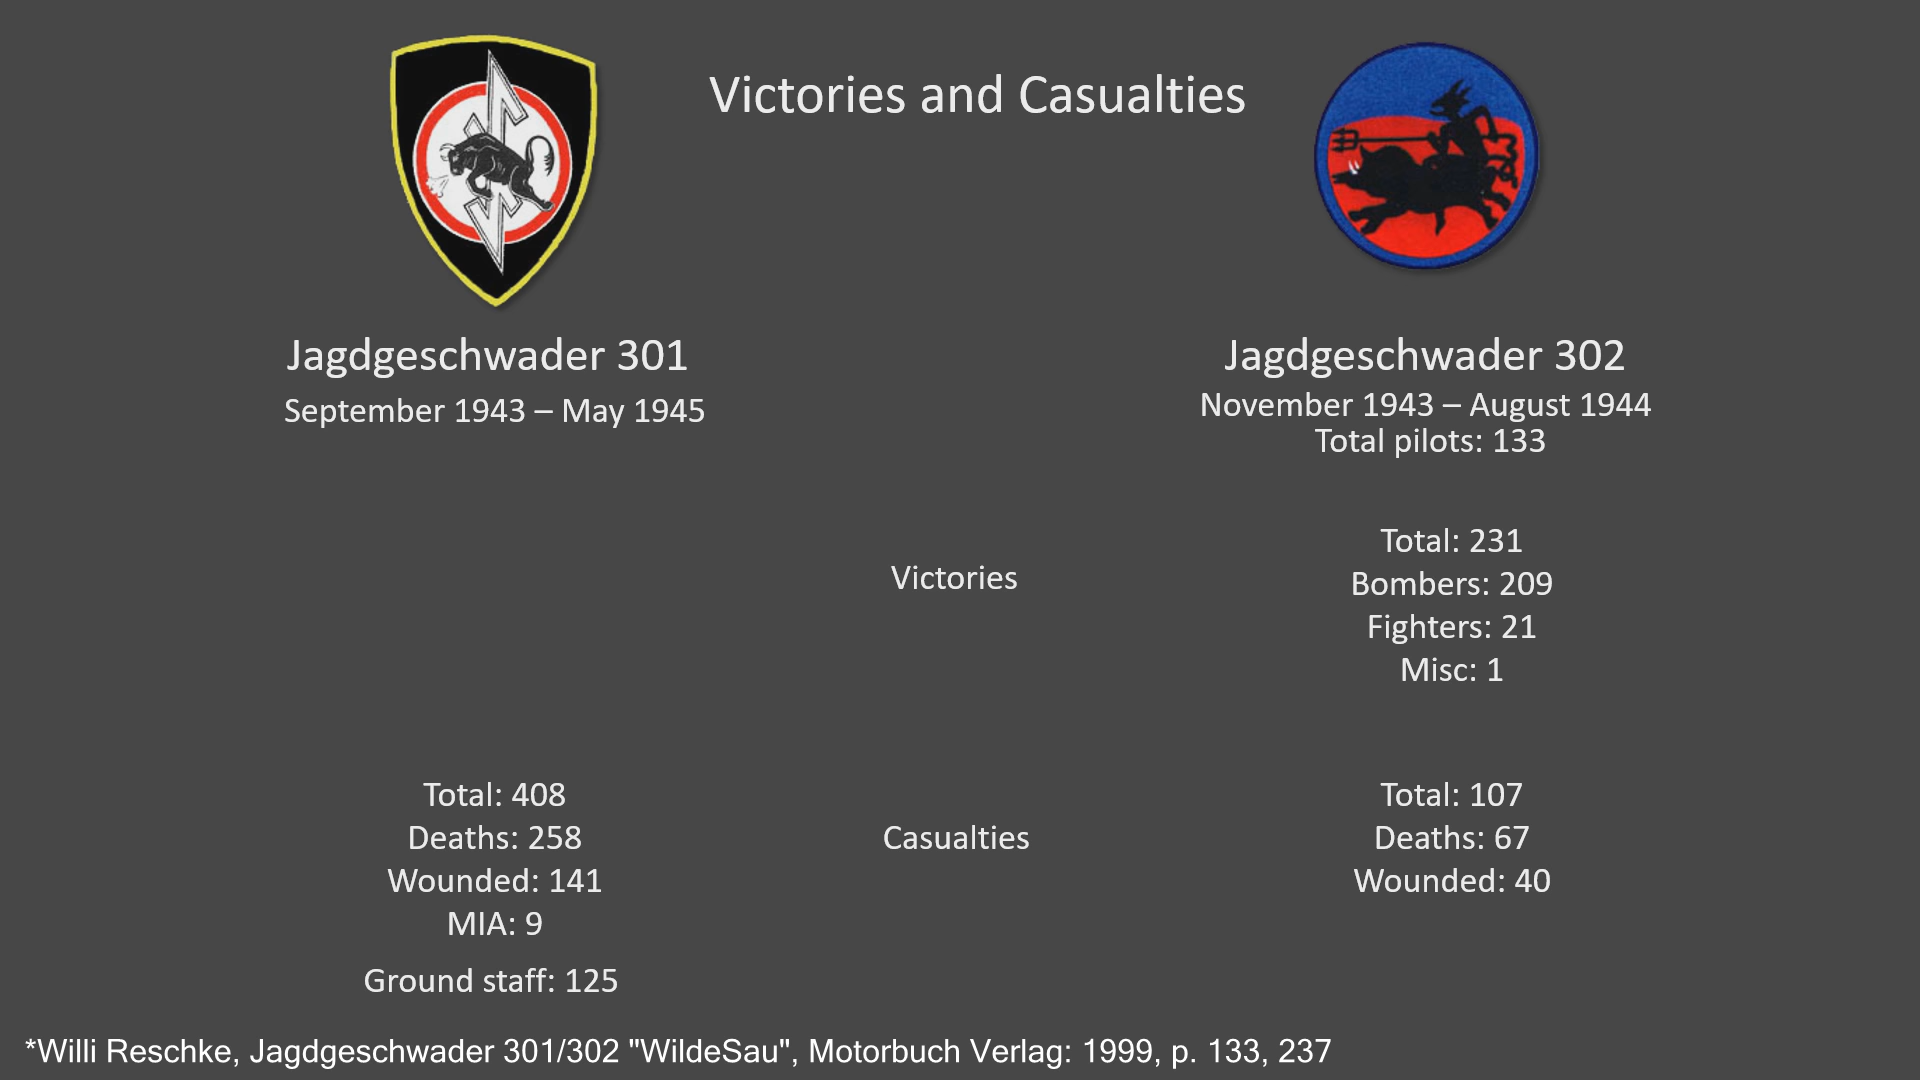 Victories and Casualties
Jagdgeschwader 301
September 1943 – May 1945
Jagdgeschwader 302
November 1943 – August 1944
Total pilots: 133
Victories
Total: 231
Bombers: 209
Fighters: 21
Misc: 1
Total: 408
Deaths: 258
Wounded: 141
MIA: 9
Ground staff: 125
Casualties
Total: 107
Deaths: 67
Wounded: 40
*Willi Reschke, Jagdgeschwader 301/302 "WildeSau", Motorbuch Verlag: 1999, p. 133, 237